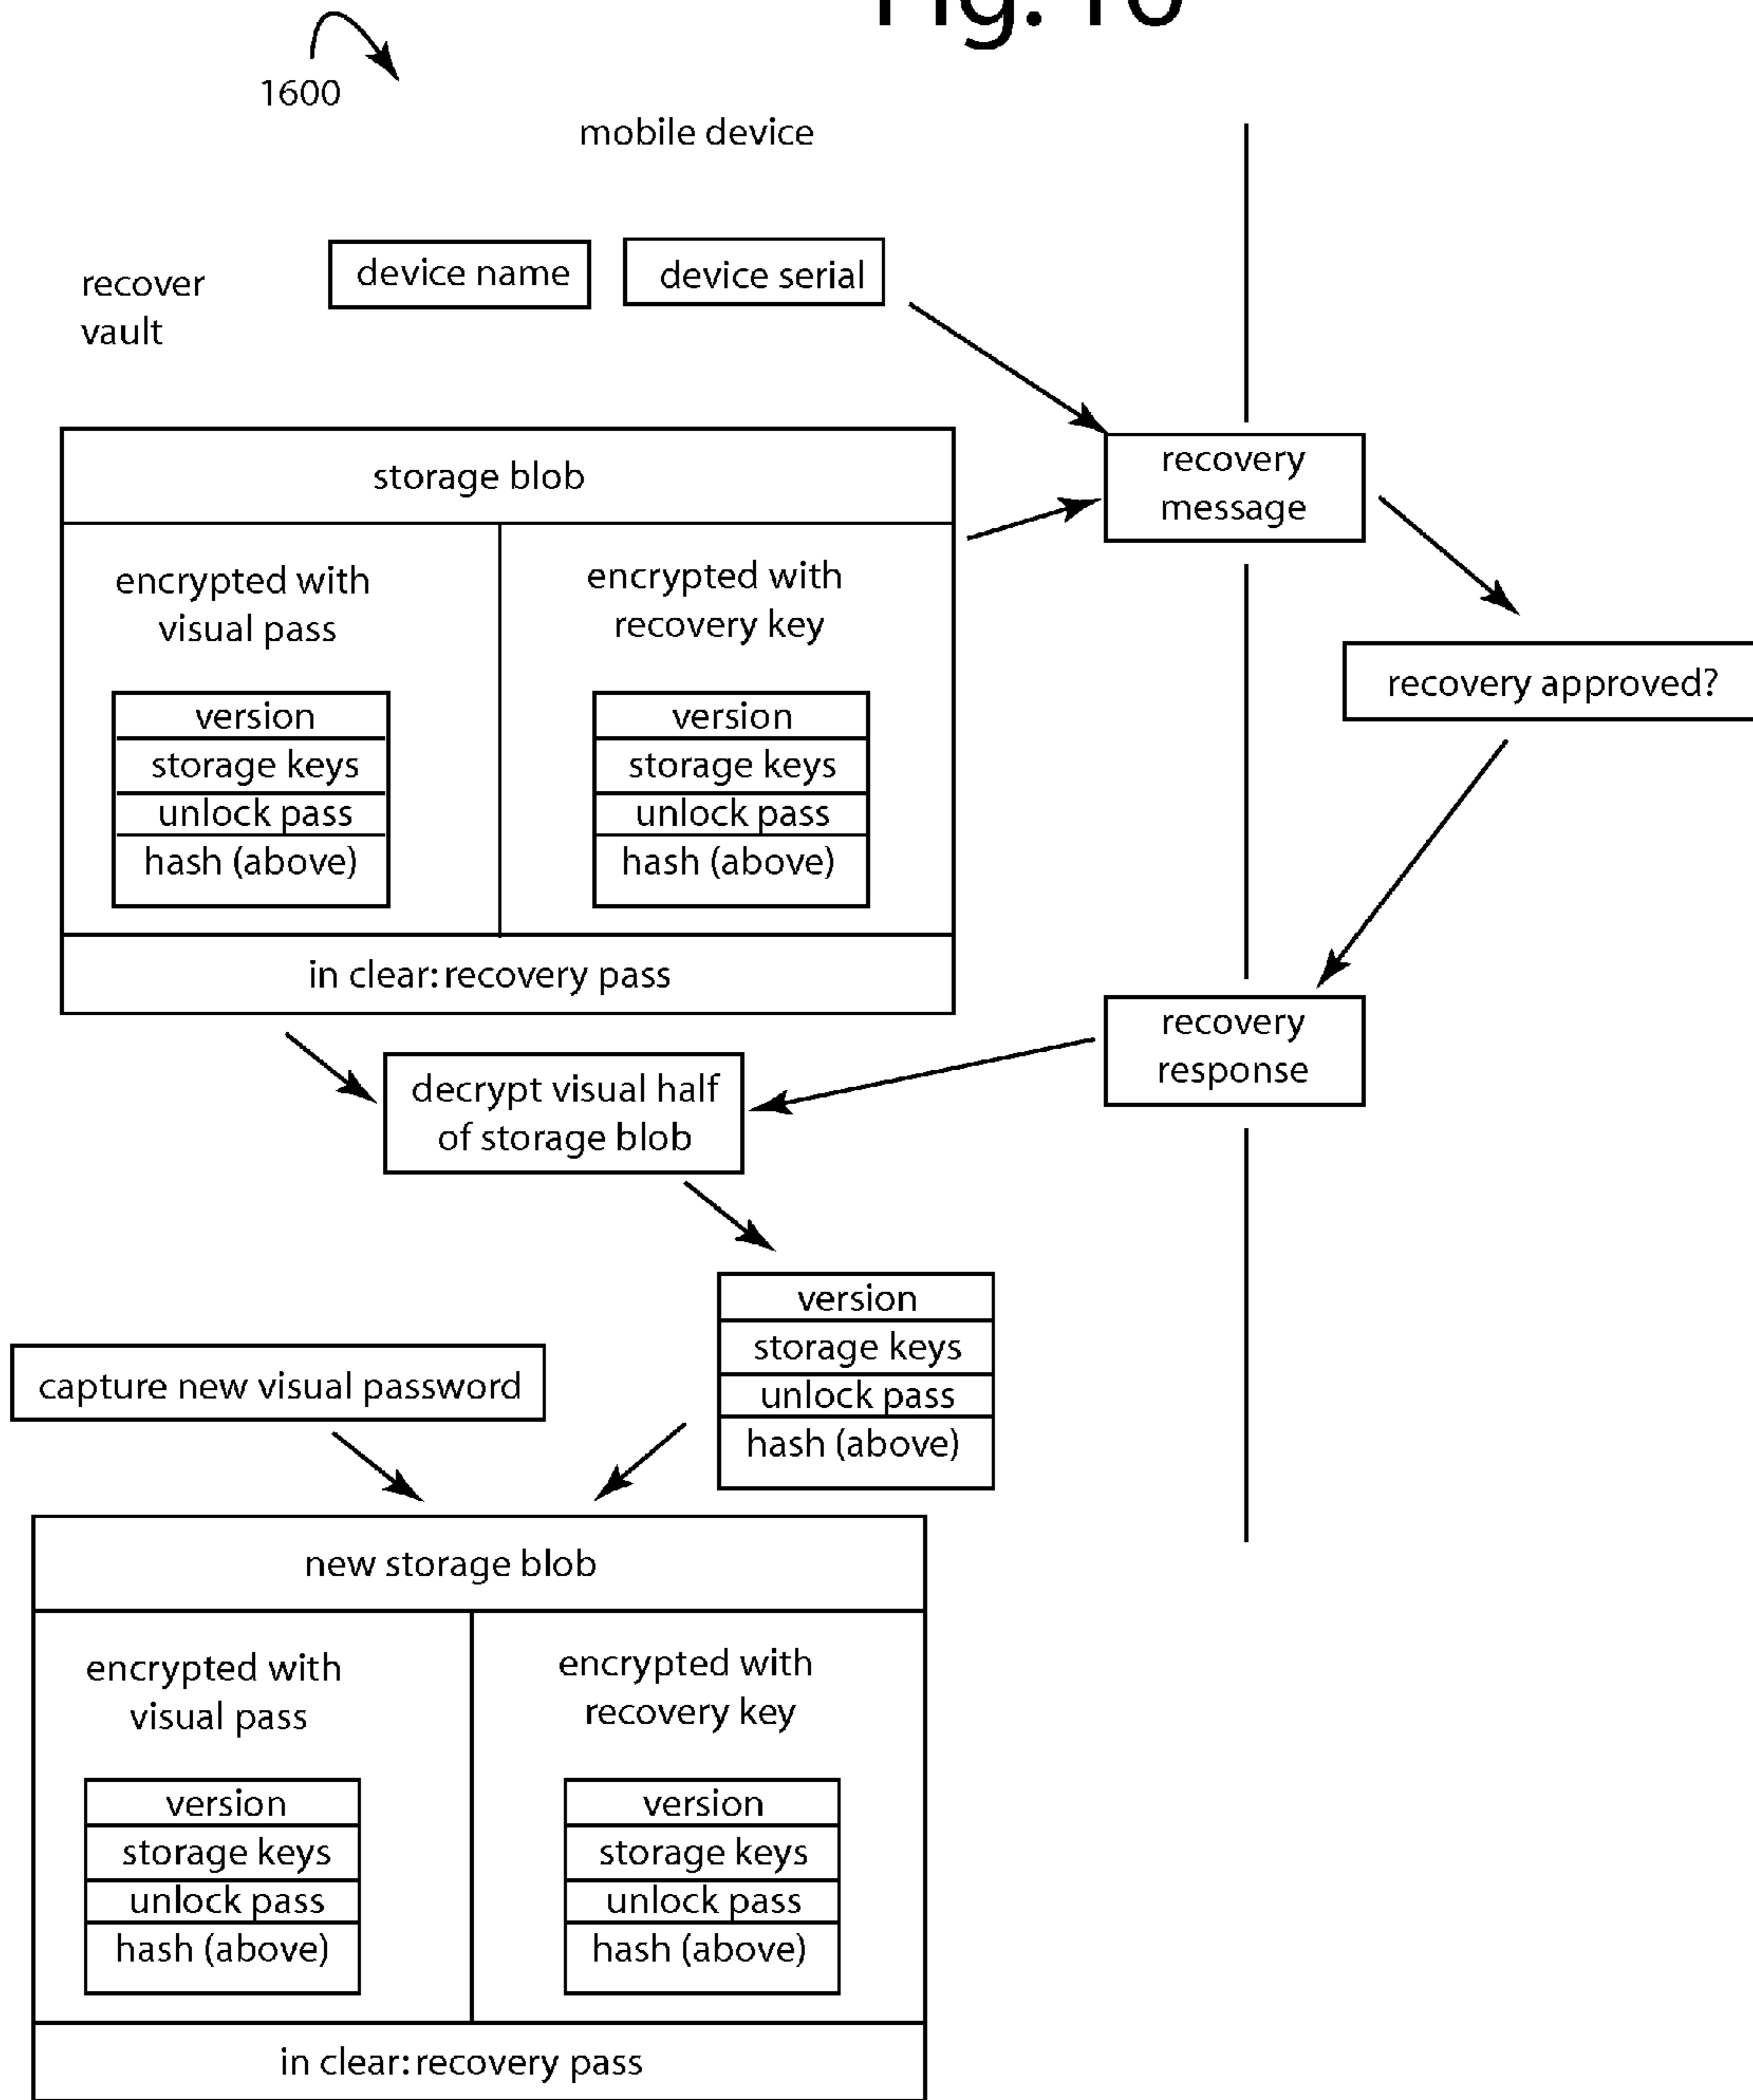 Fig. 16
1600
mobile device
recover
vault
device name
device serial
storage blob
encrypted with
visual pass
encrypted with
recovery key
version
storage keys
unlock pass
hash (above)
version
storage keys
unlock pass
hash (above)
in clear: recovery pass
recovery
message
recovery approved?
recovery
response
decrypt visual half
of storage blob
version
storage keys
unlock pass
hash (above)
capture new visual password
new storage blob
encrypted with
visual pass
encrypted with
recovery key
version
storage keys
unlock pass
hash (above)
version
storage keys
unlock pass
hash (above)
in clear: recovery pass